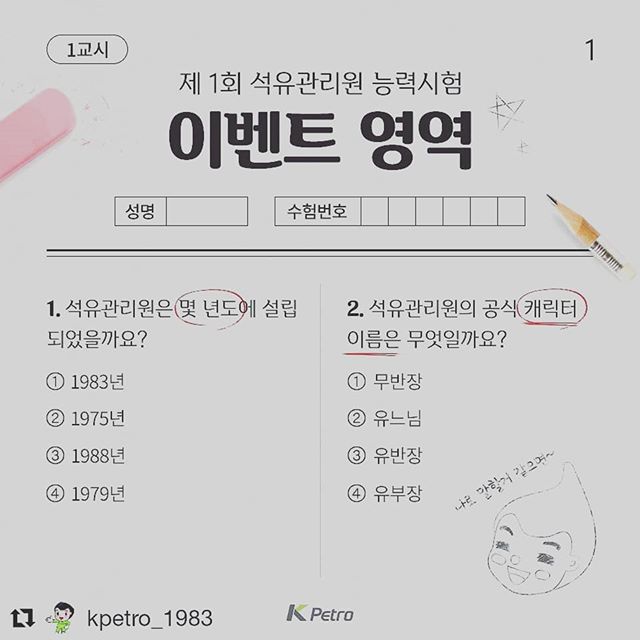 1교시
1
제 1회 석유관리원 능력시험
이벤트 영역
성명
수험번호
1. 석유관리원은 몇 년도에 설립
되었을까요?
① 1983년
② 1975년
③ 1988년
④ 1979년
2. 석유관리원의 공식 캐릭터
이름은 무엇일까요?
① 무반장
② 유느님
③ 유반장
④ 유부장
나로 말할거 같으면~
kpetro_1983
K Petro